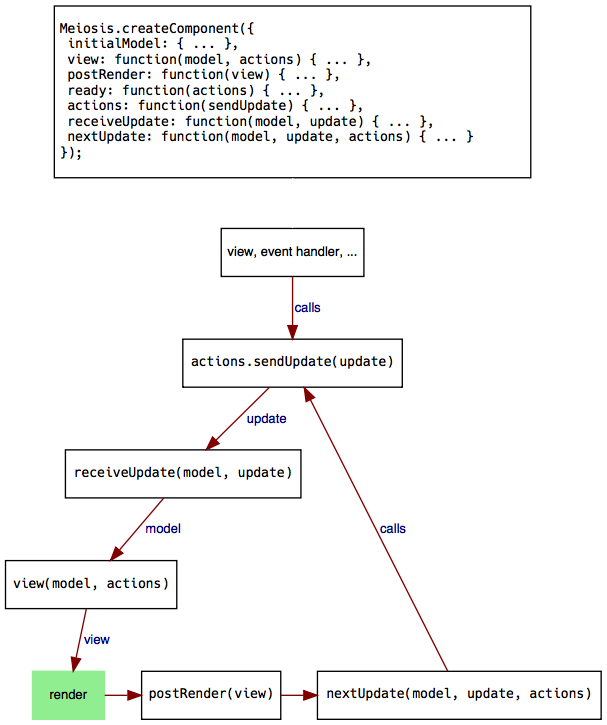 Meiosis.createComponent({
initialModel: { ... },
view: function(model, actions) { ... },
postRender: function(view) { ... },
ready: function(actions) { ... },
actions: function(sendUpdate) { ... },
receiveUpdate: function(model, update) { ... },
nextUpdate: function(model, update, actions) { ... }
});
view, event handler, ...
calls
actions.sendUpdate(update)
update
receiveUpdate(model, update)
model
calls
view(model, actions)
view
render
postRender(view)
nextUpdate(model, update, actions)